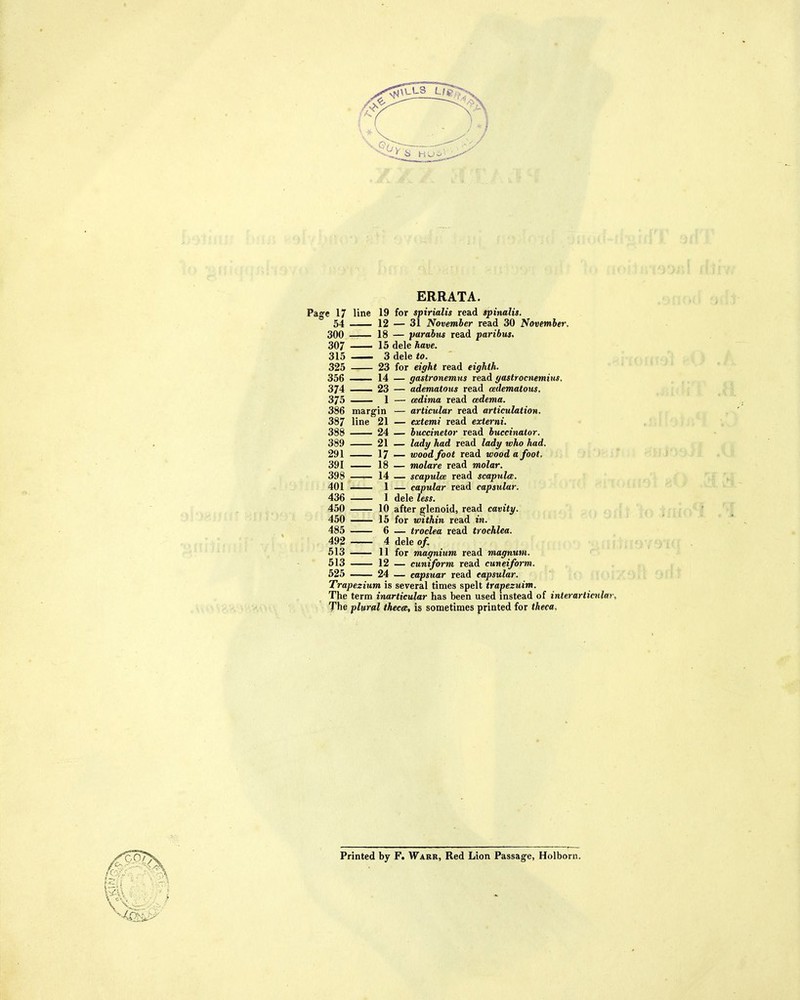 THE WILLS LIBRARY
GUY'S HOS
ERRATA.
Page 17 line 19 for spirialis read spinalis.
54 —— 12 — 31 November read 30 November.
300 —— 18 — parabus read paribus.
307 —— 15 dele have.
315 —— 3 dele to.
325 —— 23 for eight read eighth.
356 —— 14 — gastronemus read gastrocnemius.
374 —— 23 — adematous read œdematous.
375 —— 1 — œdima read œdema.
386 margin — articular read articulation.
387 line 21 — extemi read externi.
388 —— 24 — buccinetor read buccinator.
389 —— 21 — lady had read lady who had.
291 —— 17 — wood foot read wood a foot.
391 —— 18 — molare read molar.
398 —— 14 — scapulæ read scapulæ.
401 —— 1 — capular read capsular.
436 —— 1 dele less.
450 —— 10 after glenoid, read cavity.
450 —— 15 for within read in.
485 —— 6 — troclea read trochlea.
492 —— 4 dele of.
513 —— 11 for magnium read magnum.
513 —— 12 — cuniform read cuneiform.
525 —— 24 — capsuar read capsular.
Trapezium is several times spelt trapezuim.
The term inarticular has been used instead of interarticular.
The plural thecæ, is sometimes printed for theca.
Printed by F. Warr, Red Lion Passage, Holborn.